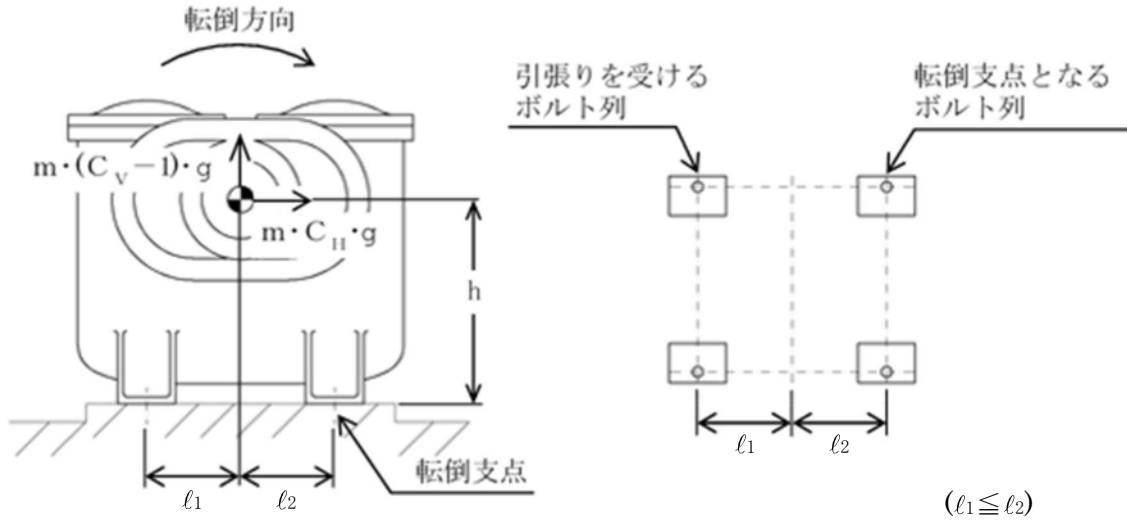 転倒方向
m・(C_V－1)・g
m・C_H・g
h
ℓ1
ℓ2
転倒支点
引張りを受ける
ボルト列
転倒支点となる
ボルト列
ℓ1
ℓ2
(ℓ1≦ℓ2)